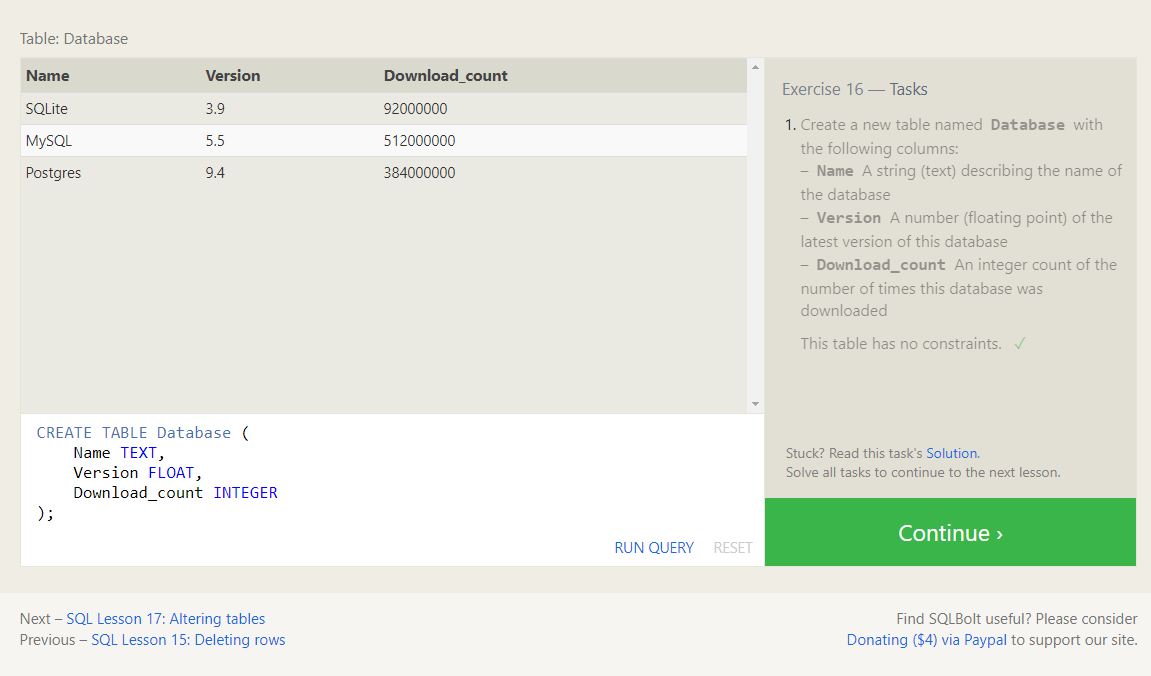 Table: Database
Name Version Download_count
SQLite 3.9 92000000
MySQL 5.5 512000000
Postgres 9.4 384000000
CREATE TABLE Database (
    Name TEXT,
    Version FLOAT,
    Download_count INTEGER
);
RUN QUERY RESET
Exercise 16 — Tasks
1. Create a new table named Database with
the following columns:
– Name A string (text) describing the name of
the database
– Version A number (floating point) of the
latest version of this database
– Download_count An integer count of the
number of times this database was
downloaded
This table has no constraints. ✓
Stuck? Read this task's Solution.
Solve all tasks to continue to the next lesson.
Continue ›
Next – SQL Lesson 17: Altering tables
Previous – SQL Lesson 15: Deleting rows
Find SQLBolt useful? Please consider
Donating ($4) via Paypal to support our site.